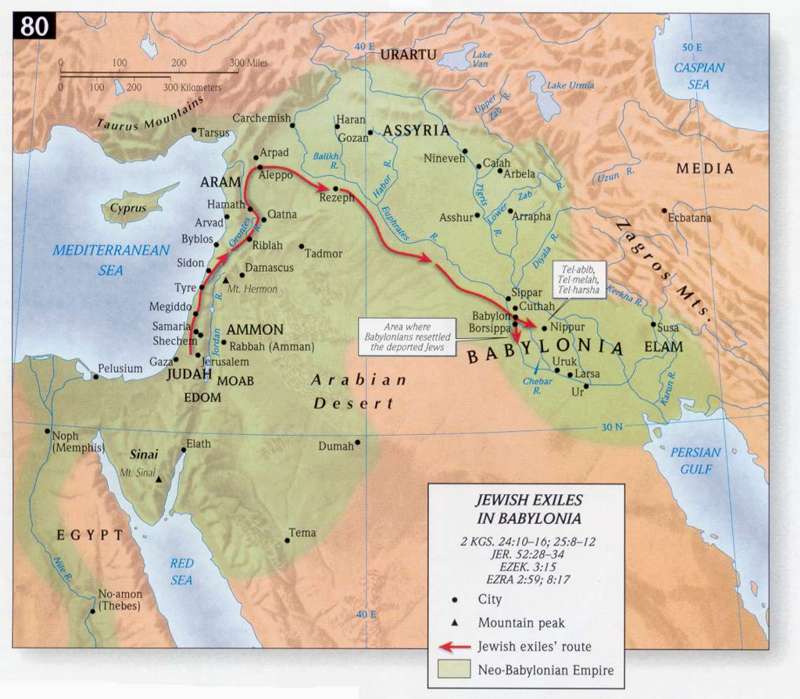 80
0 100 200 300 Miles
0 100 200 300 Kilometers
40 E
50 E
URARTU
Lake
Van
Lake Urmia
CASPIAN
SEA
Upper
Zab R.
Taurus Mountains
Tarsus
Carchemish
Haran
Gozan
ASSYRIA
Nineveh
Calah
Arbela
MEDIA
Uzun R.
Arpad
Aleppo
Balikh
R.
Habor R.
Tigris
Lower Zab R.
ARAM
Rezeph
Cyprus
Hamath
Arvad
Qatna
Asshur
Arrapha
Ecbatana
Byblos
Orontes R.
Riblah
Euphrates R.
Diyala R.
Zagros Mts.
MEDITERRANEAN
SEA
Tadmor
Sidon
Damascus
Tyre
Mt. Hermon
Tel-abib,
Tel-melah,
Tel-harsha
Kerkha R.
Sippar
Cuthah
Megiddo
Samaria
Shechem
AMMON
Rabbah (Amman)
Jordan R.
Area where
Babylonians resettled
the deported Jews
Babylon
Borsippa
Nippur
Susa
ELAM
BABYLONIA
Gaza
Jerusalem
JUDAH
MOAB
EDOM
Pelusium
Arabian
Desert
Uruk
Larsa
Ur
Chebar
R.
Karun R.
30 N
Noph
(Memphis)
Sinai
Mt. Sinai
Elath
Dumah
PERSIAN
GULF
EGYPT
Nile R.
RED
SEA
Tema
No-amon
(Thebes)
40 E
JEWISH EXILES
IN BABYLONIA
2 KGS. 24:10–16; 25:8–12
JER. 52:28–34
EZEK. 3:15
EZRA 2:59; 8:17
City
Mountain peak
Jewish exiles' route
Neo-Babylonian Empire